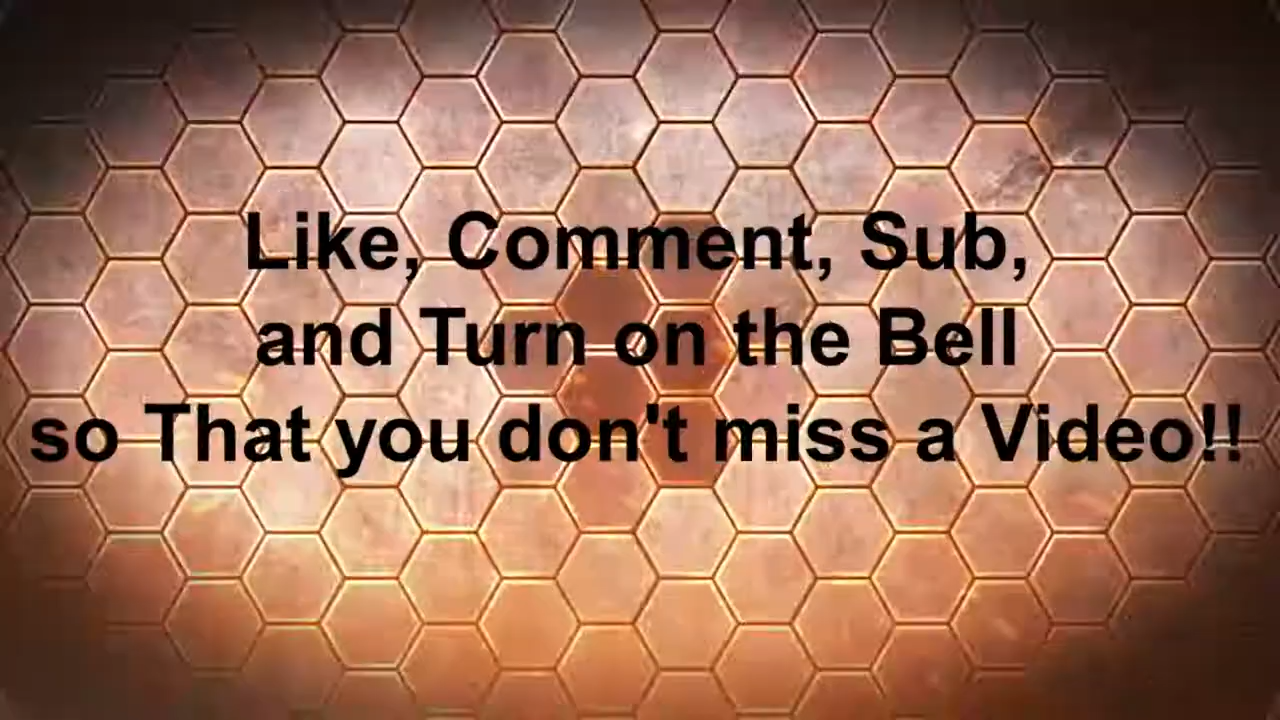 Like, Comment, Sub,
and Turn on the Bell
so That you don't miss a Video!!